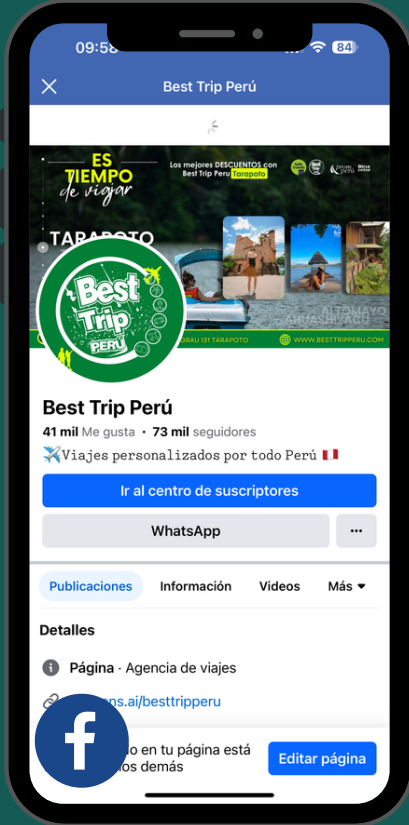 09:58
84
Best Trip Perú
ES
TIEMPO
de viajar
Los mejores DESCUENTOS con
Best Trip Peru Tarapoto
TARAPOTO
Best
Trip
PERÚ
ALTOMAYO
AHUASHIYACU
GRAU 131 TARAPOTO
WWW.BESTTRIPPERU.COM
Best Trip Perú
41 mil Me gusta • 73 mil seguidores
✈️Viajes personalizados por todo Perú 🇵🇪
Ir al centro de suscriptores
WhatsApp
Publicaciones
Información
Videos
Más
Detalles
Página · Agencia de viajes
ns.ai/besttripperu
o en tu página está
os demás
Editar página